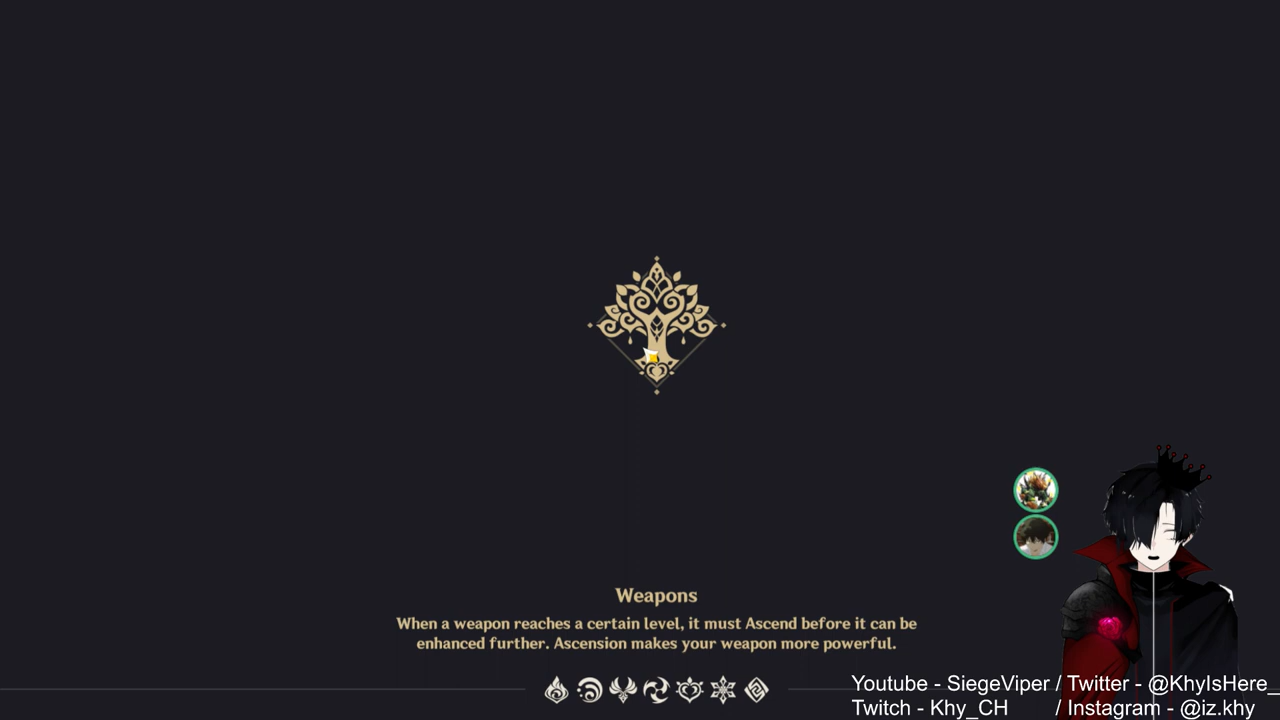 Weapons
When a weapon reaches a certain level, it must Ascend before it can be
enhanced further. Ascension makes your weapon more powerful.
Youtube - SiegeViper / Twitter - @KhyIsHere_
Twitch - Khy_CH / Instagram - @iz.khy